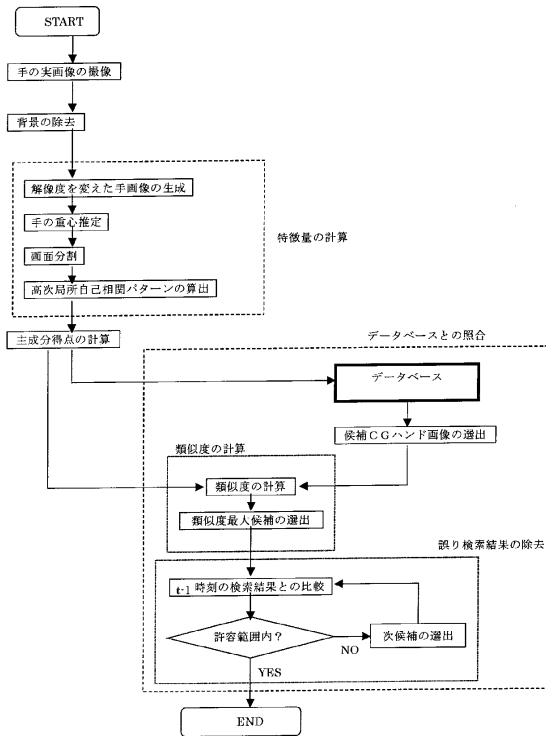 START
手の実画像の撮像
背景の除去
解像度を変えた手画像の生成
手の重心推定
画面分割
高次局所自己相関パターンの算出
特徴量の計算
主成分得点の計算
データベースとの照合
データベース
候補CGハンド画像の選出
類似度の計算
類似度の計算
類似度最大候補の選出
誤り検索結果の除去
t-1 時刻の検索結果との比較
許容範囲内？
NO
次候補の選出
YES
END